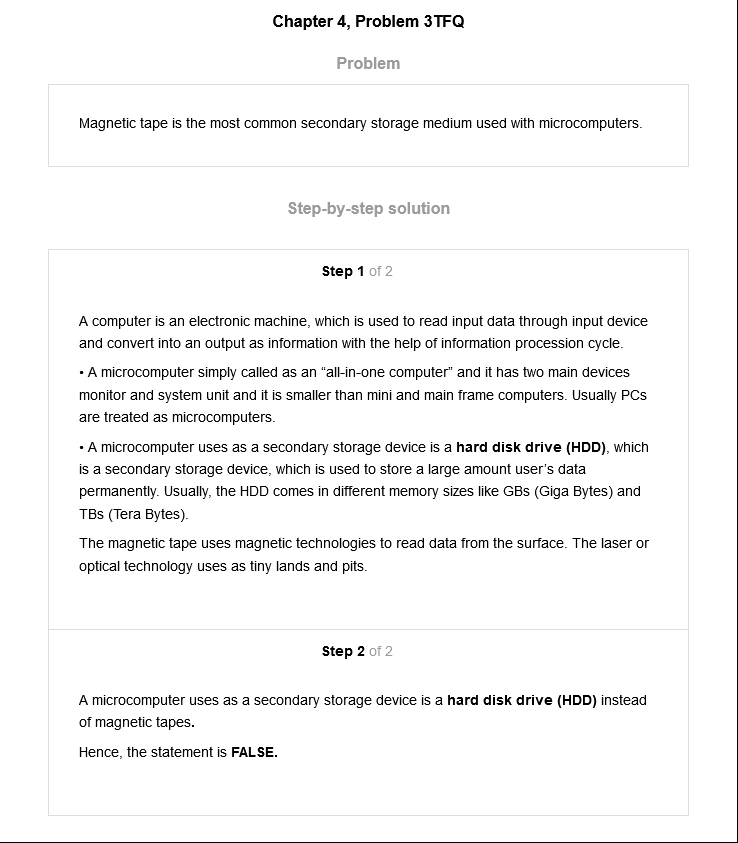 Chapter 4, Problem 3TFQ
Problem
Magnetic tape is the most common secondary storage medium used with microcomputers.
Step-by-step solution
Step 1 of 2
A computer is an electronic machine, which is used to read input data through input device
and convert into an output as information with the help of information procession cycle.
• A microcomputer simply called as an “all-in-one computer” and it has two main devices
monitor and system unit and it is smaller than mini and main frame computers. Usually PCs
are treated as microcomputers.
• A microcomputer uses as a secondary storage device is a hard disk drive (HDD), which
is a secondary storage device, which is used to store a large amount user’s data
permanently. Usually, the HDD comes in different memory sizes like GBs (Giga Bytes) and
TBs (Tera Bytes).
The magnetic tape uses magnetic technologies to read data from the surface. The laser or
optical technology uses as tiny lands and pits.
Step 2 of 2
A microcomputer uses as a secondary storage device is a hard disk drive (HDD) instead
of magnetic tapes.
Hence, the statement is FALSE.